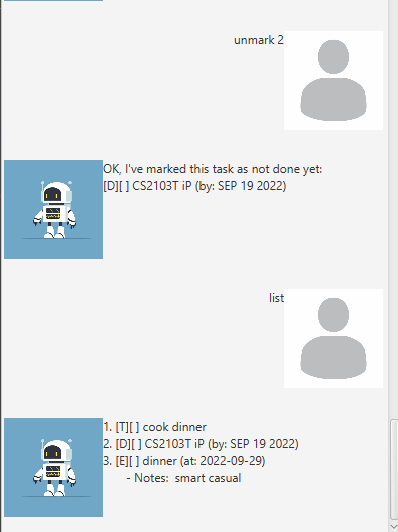 unmark 2
OK, I've marked this task as not done yet:
[D][ ] CS2103T iP (by: SEP 19 2022)
list
1. [T][ ] cook dinner
2. [D][ ] CS2103T iP (by: SEP 19 2022)
3. [E][ ] dinner (at: 2022-09-29)
- Notes:  smart casual